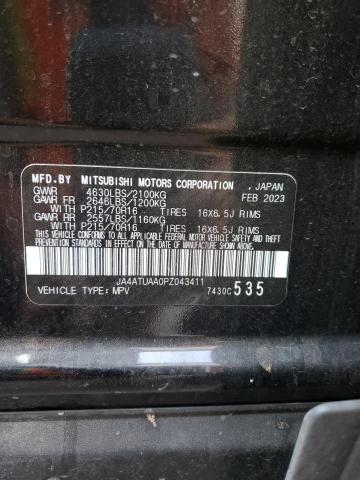 MFD.BY MITSUBISHI MOTORS CORPORATION , JAPAN
GVWR 4630LBS/2100KG FEB 2023
GAWR FR 2646LBS/1200KG
WITH P215/70R16 TIRES 16X6.5J RIMS
GAWR RR 2557LBS/1160KG
WITH P215/70R16 TIRES 16X6.5J RIMS
THIS VEHICLE CONFORMS TO ALL APPLICABLE FEDERAL
MOTOR VEHICLE SAFETY AND THEFT PREVENTION STANDARDS
IN EFFECT ON THE DATE OF MANUFACTURE SHOWN ABOVE.
JA4ATUAA0PZ043411
VEHICLE TYPE: MPV 7430C 535